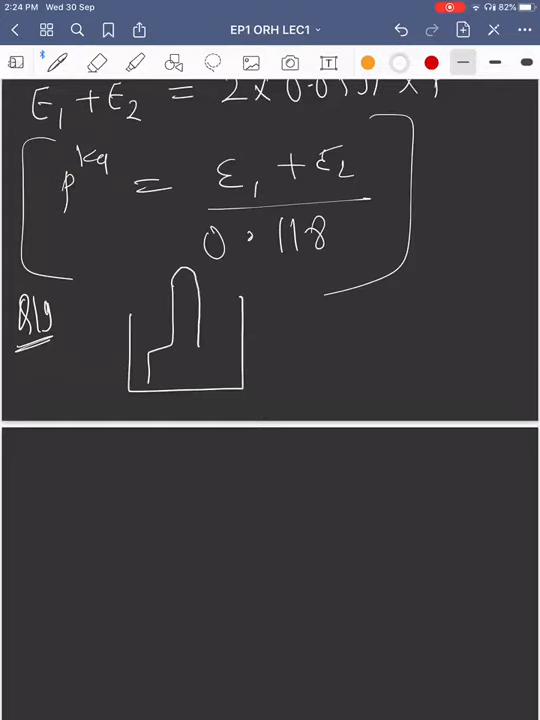 2:24 PM Wed 30 Sep 82%
EP1 ORH LEC1
E₁ + E₂ = 2 × 0.0591 ×
pKa = E₁ + E₂
0.118
Q19